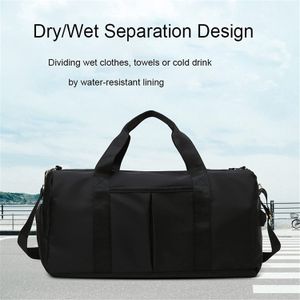 Dry/Wet Separation Design
Dividing wet clothes, towels or cold drink
by water-resistant lining